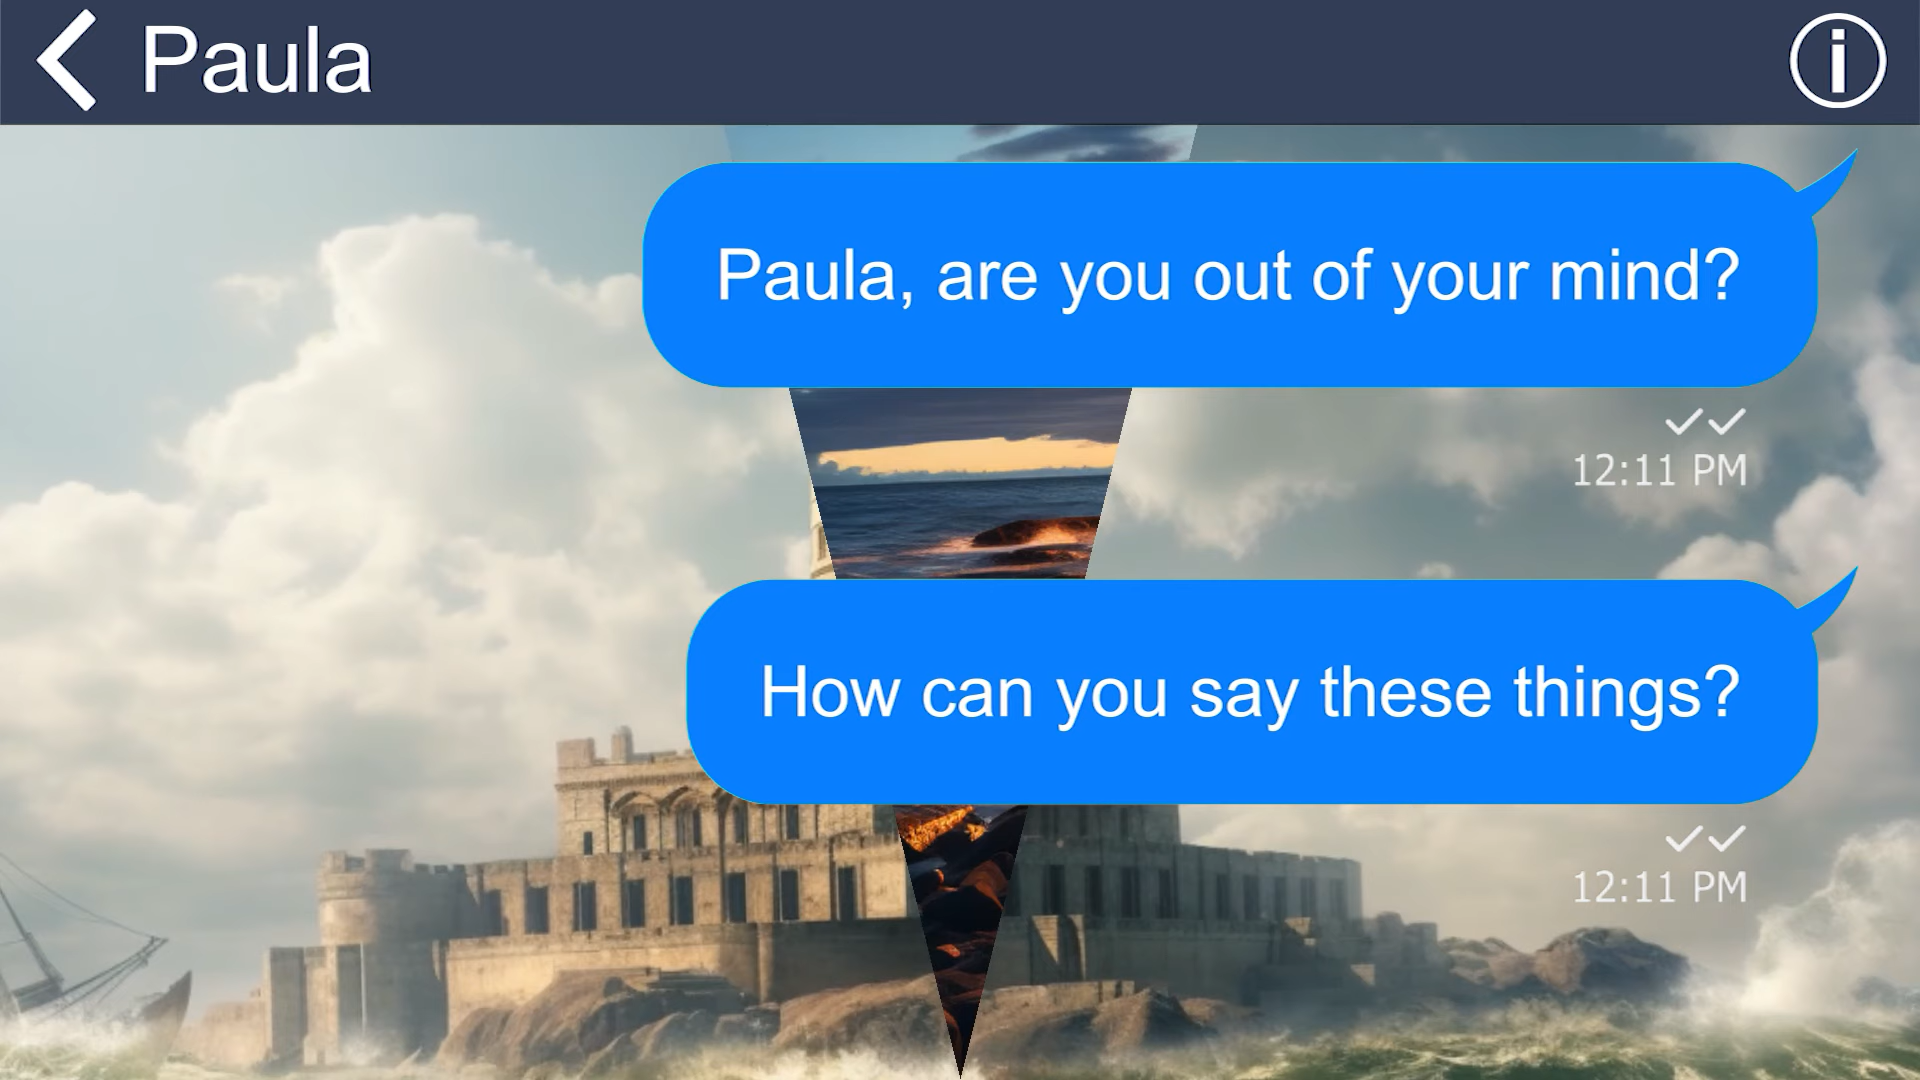 Paula
Paula, are you out of your mind?
12:11 PM
How can you say these things?
12:11 PM